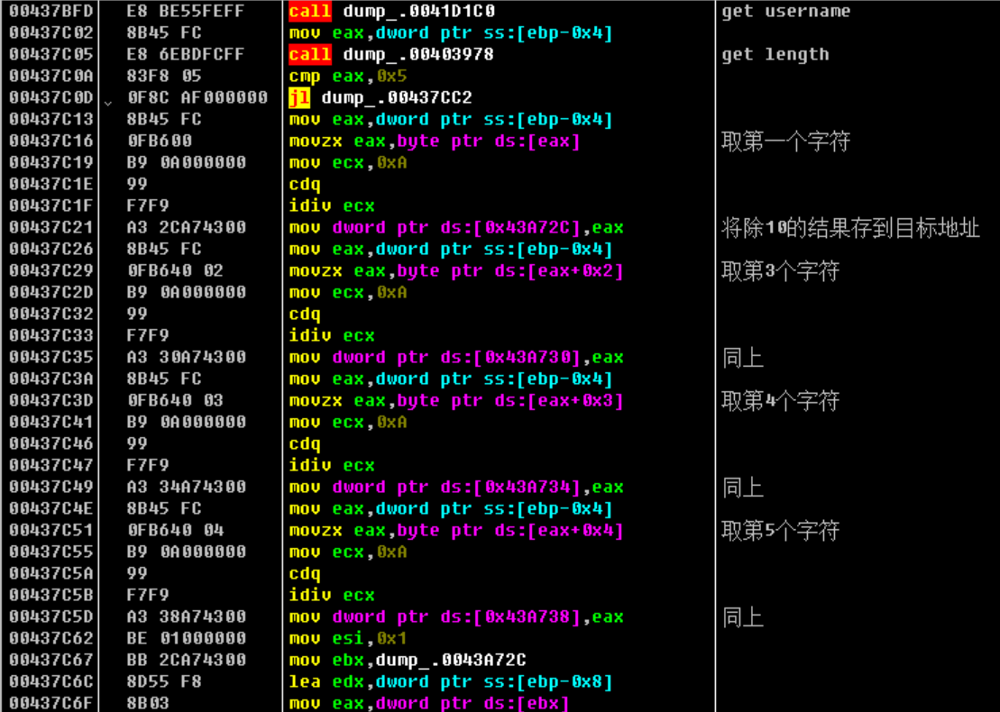 00437BFD E8 BE55FEFF call dump_.0041D1C0 get username
00437C02 8B45 FC mov eax,dword ptr ss:[ebp-0x4]
00437C05 E8 6EBDFCFF call dump_.00403978 get length
00437C0A 83F8 05 cmp eax,0x5
00437C0D 0F8C AF000000 jl dump_.00437CC2
00437C13 8B45 FC mov eax,dword ptr ss:[ebp-0x4]
00437C16 0FB600 movzx eax,byte ptr ds:[eax] 取第一个字符
00437C19 B9 0A000000 mov ecx,0xA
00437C1E 99 cdq
00437C1F F7F9 idiv ecx
00437C21 A3 2CA74300 mov dword ptr ds:[0x43A72C],eax 将除10的结果存到目标地址
00437C26 8B45 FC mov eax,dword ptr ss:[ebp-0x4]
00437C29 0FB640 02 movzx eax,byte ptr ds:[eax+0x2] 取第3个字符
00437C2D B9 0A000000 mov ecx,0xA
00437C32 99 cdq
00437C33 F7F9 idiv ecx
00437C35 A3 30A74300 mov dword ptr ds:[0x43A730],eax 同上
00437C3A 8B45 FC mov eax,dword ptr ss:[ebp-0x4]
00437C3D 0FB640 03 movzx eax,byte ptr ds:[eax+0x3] 取第4个字符
00437C41 B9 0A000000 mov ecx,0xA
00437C46 99 cdq
00437C47 F7F9 idiv ecx
00437C49 A3 34A74300 mov dword ptr ds:[0x43A734],eax 同上
00437C4E 8B45 FC mov eax,dword ptr ss:[ebp-0x4]
00437C51 0FB640 04 movzx eax,byte ptr ds:[eax+0x4] 取第5个字符
00437C55 B9 0A000000 mov ecx,0xA
00437C5A 99 cdq
00437C5B F7F9 idiv ecx
00437C5D A3 38A74300 mov dword ptr ds:[0x43A738],eax 同上
00437C62 BE 01000000 mov esi,0x1
00437C67 BB 2CA74300 mov ebx,dump_.0043A72C
00437C6C 8D55 F8 lea edx,dword ptr ss:[ebp-0x8]
00437C6F 8B03 mov eax,dword ptr ds:[ebx]